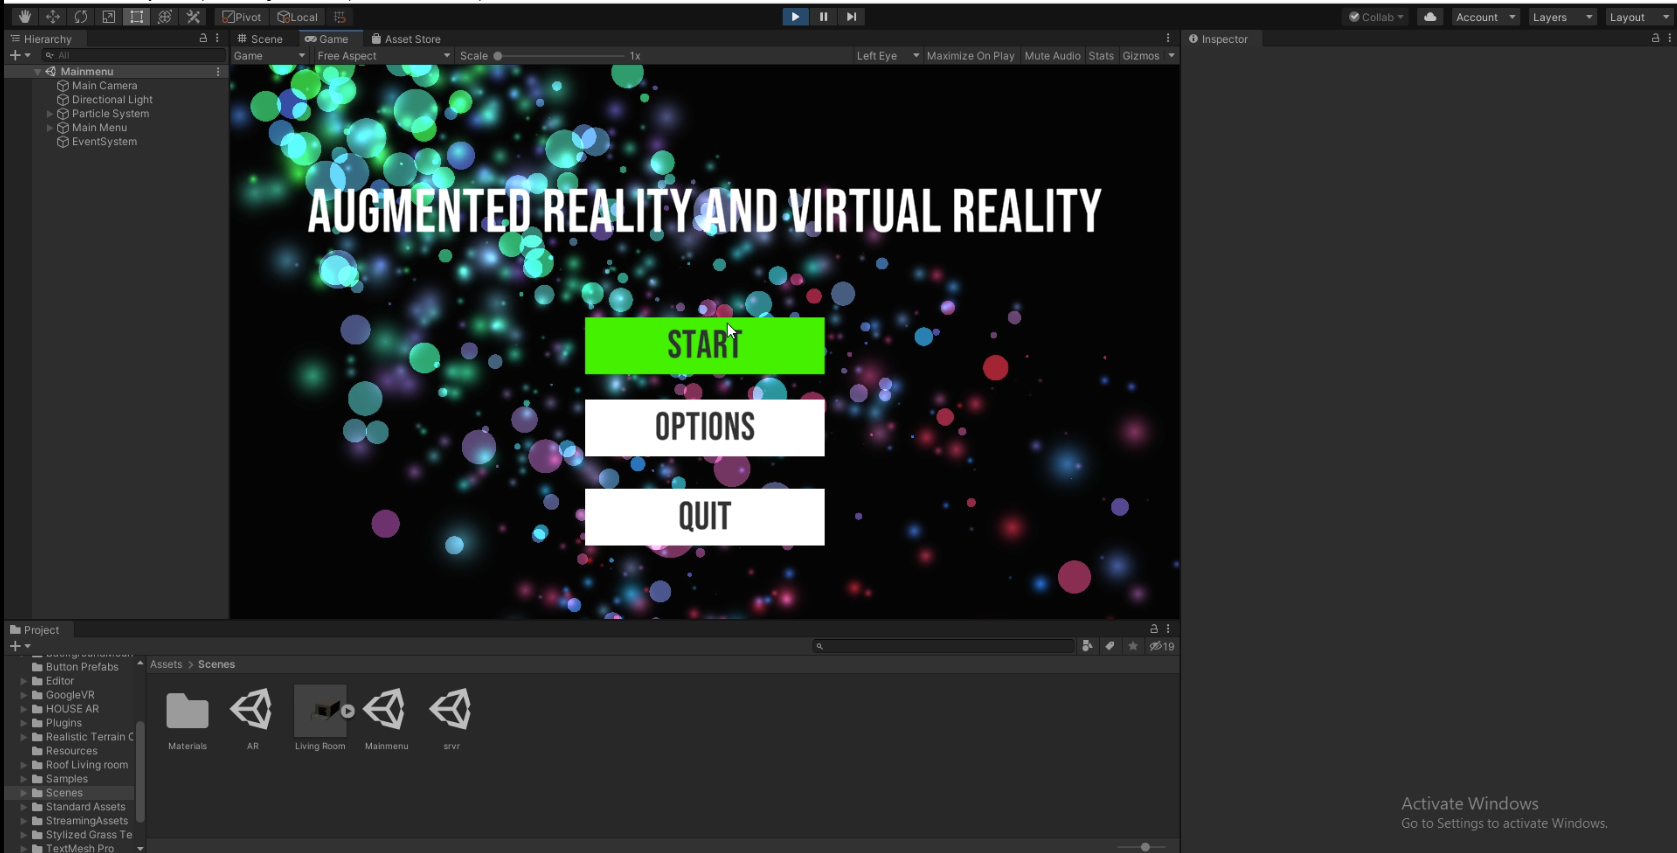 Pivot Local Collab Account Layers Layout
Hierarchy Scene Game Asset Store Inspector
All Game Free Aspect Scale 1x Left Eye Maximize On Play Mute Audio Stats Gizmos
Mainmenu
Main Camera
Directional Light
Particle System
Main Menu
EventSystem
AUGMENTED REALITY AND VIRTUAL REALITY
START
OPTIONS
QUIT
Project
19
Assets > Scenes
Button Prefabs
Editor
GoogleVR
HOUSE AR
Plugins
Realistic Terrain C
Resources
Roof Living room
Samples
Scenes
Standard Assets
StreamingAssets
Stylized Grass Te
TextMesh Pro
Materials AR Living Room Mainmenu srvr
Activate Windows
Go to Settings to activate Windows.